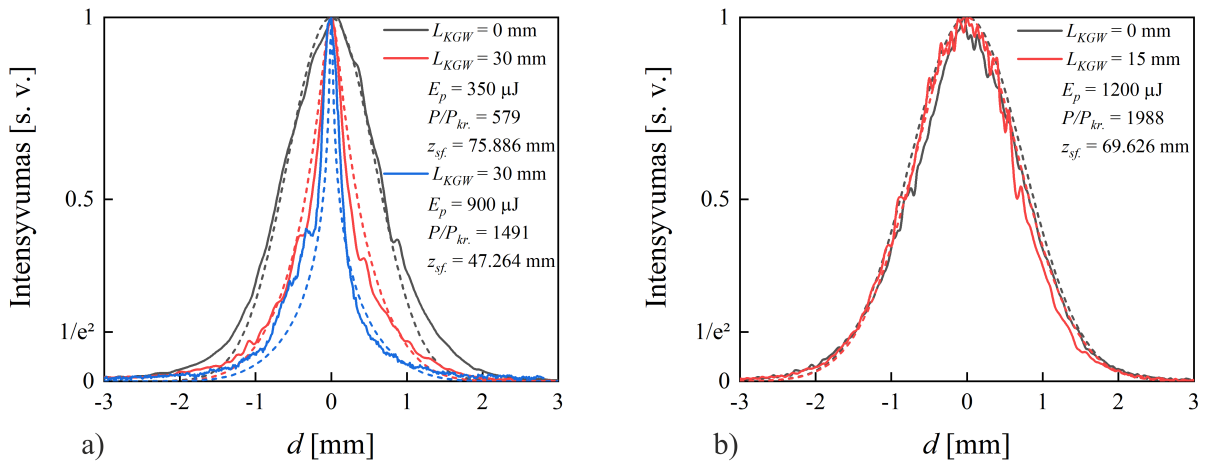 Intensyvumas [s. v.]
1
0.5
1/e²
0
L_KGW = 0 mm
L_KGW = 30 mm
E_p = 350 µJ
P/P_kr. = 579
z_sf. = 75.886 mm
L_KGW = 30 mm
E_p = 900 µJ
P/P_kr. = 1491
z_sf. = 47.264 mm
-3 -2 -1 0 1 2 3
a)
d [mm]
Intensyvumas [s. v.]
1
0.5
1/e²
0
L_KGW = 0 mm
L_KGW = 15 mm
E_p = 1200 µJ
P/P_kr. = 1988
z_sf. = 69.626 mm
-3 -2 -1 0 1 2 3
b)
d [mm]